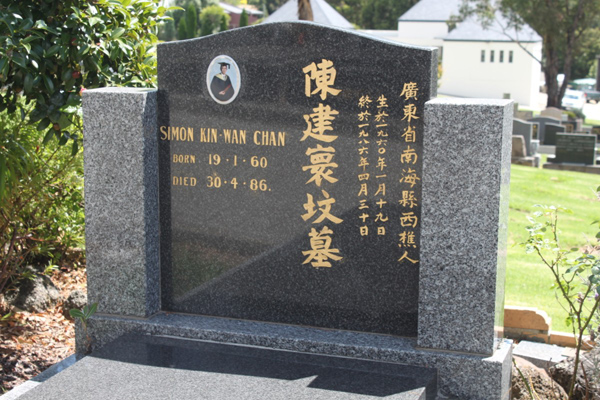 SIMON KIN-WAN CHAN
BORN. 19·1·60
DIED 30·4·86.
廣東省南海縣西樵人
生於一九六〇年一月十九日
終於一九八六年四月三十日
陳建寰坟墓